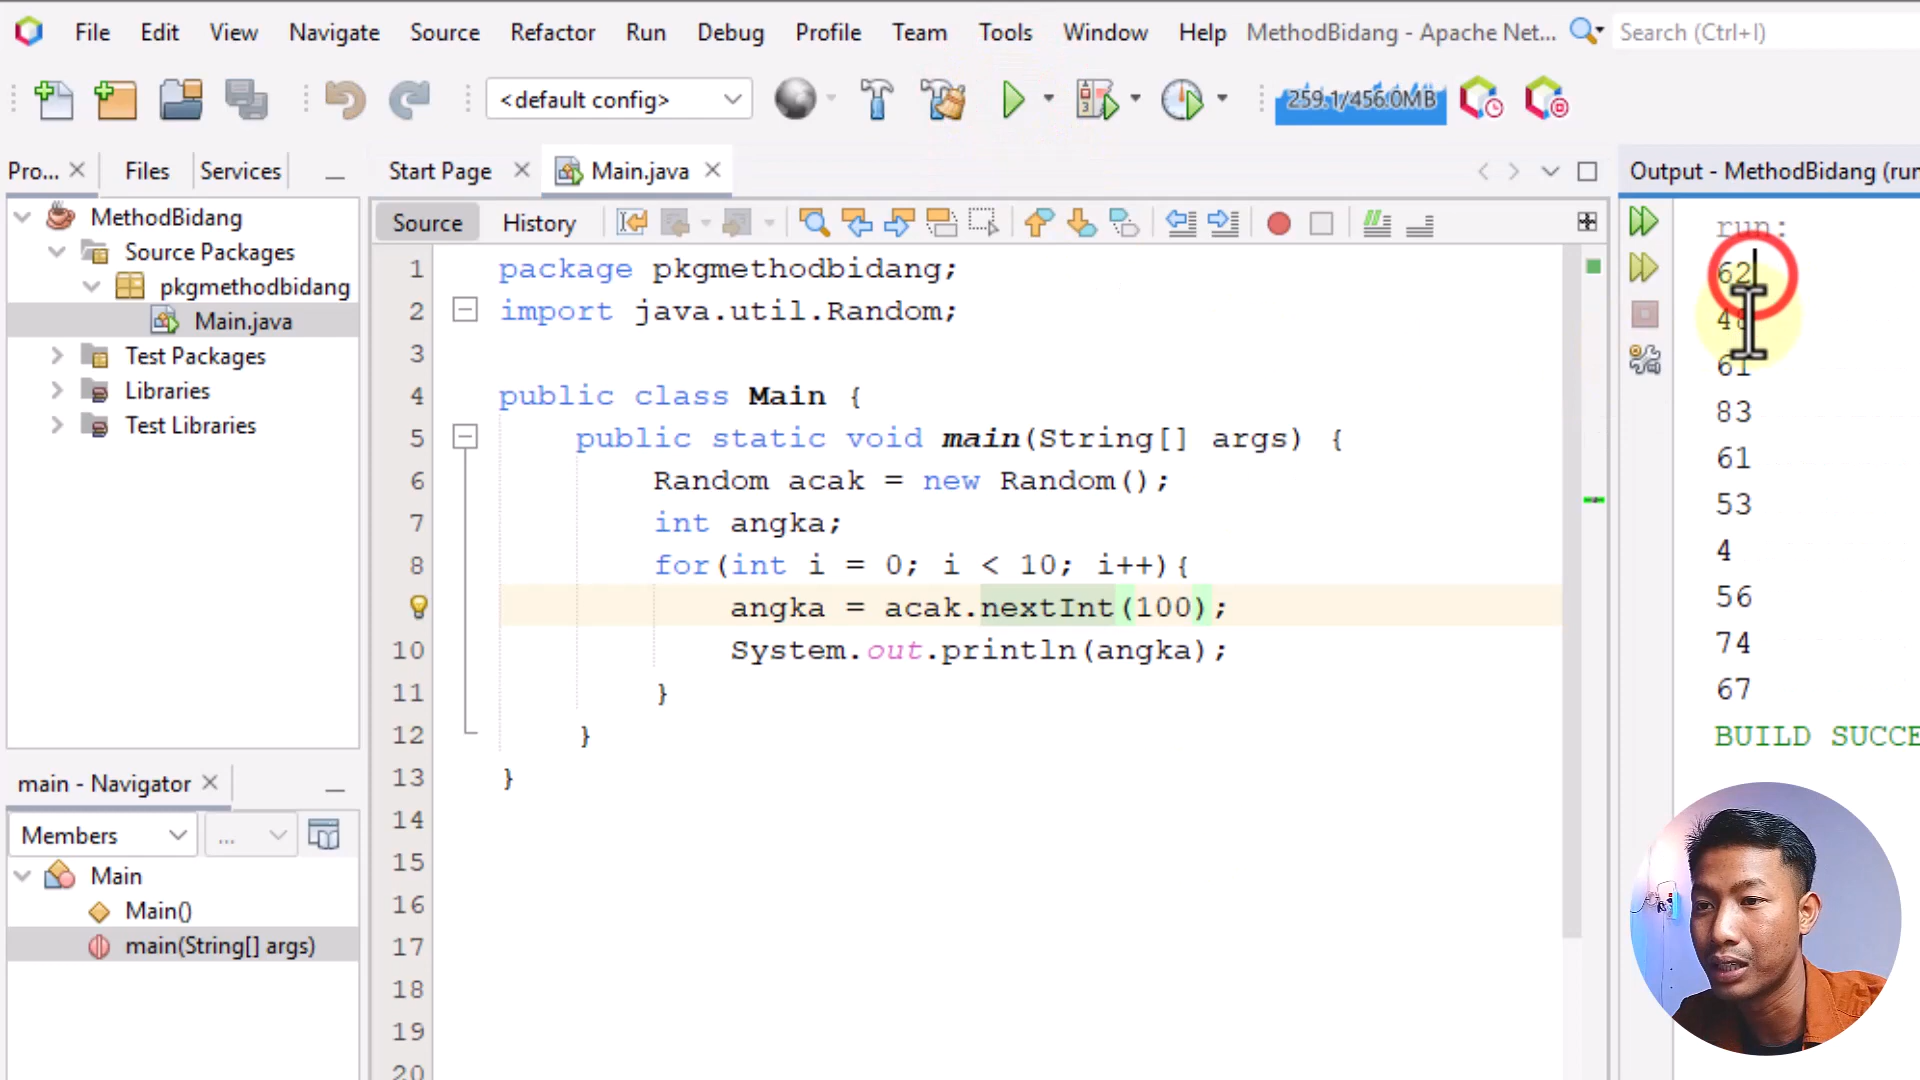 File Edit View Navigate Source Refactor Run Debug Profile Team Tools Window Help MethodBidang - Apache Net... Search (Ctrl+I)
<default config> 259.1/456.0MB
Pro... Files Services
MethodBidang
Source Packages
pkgmethodbidang
Main.java
Test Packages
Libraries
Test Libraries
main - Navigator
Members ...
Main
Main()
main(String[] args)
Start Page Main.java
Source History
1 package pkgmethodbidang;
2 import java.util.Random;
3
4 public class Main {
5 public static void main(String[] args) {
6 Random acak = new Random();
7 int angka;
8 for(int i = 0; i < 10; i++){
angka = acak.nextInt(100);
10 System.out.println(angka);
11 }
12 }
13 }
14
15
16
17
18
19
20
Output - MethodBidang (run
run:
62
48
61
83
61
53
4
56
74
67
BUILD SUCCE